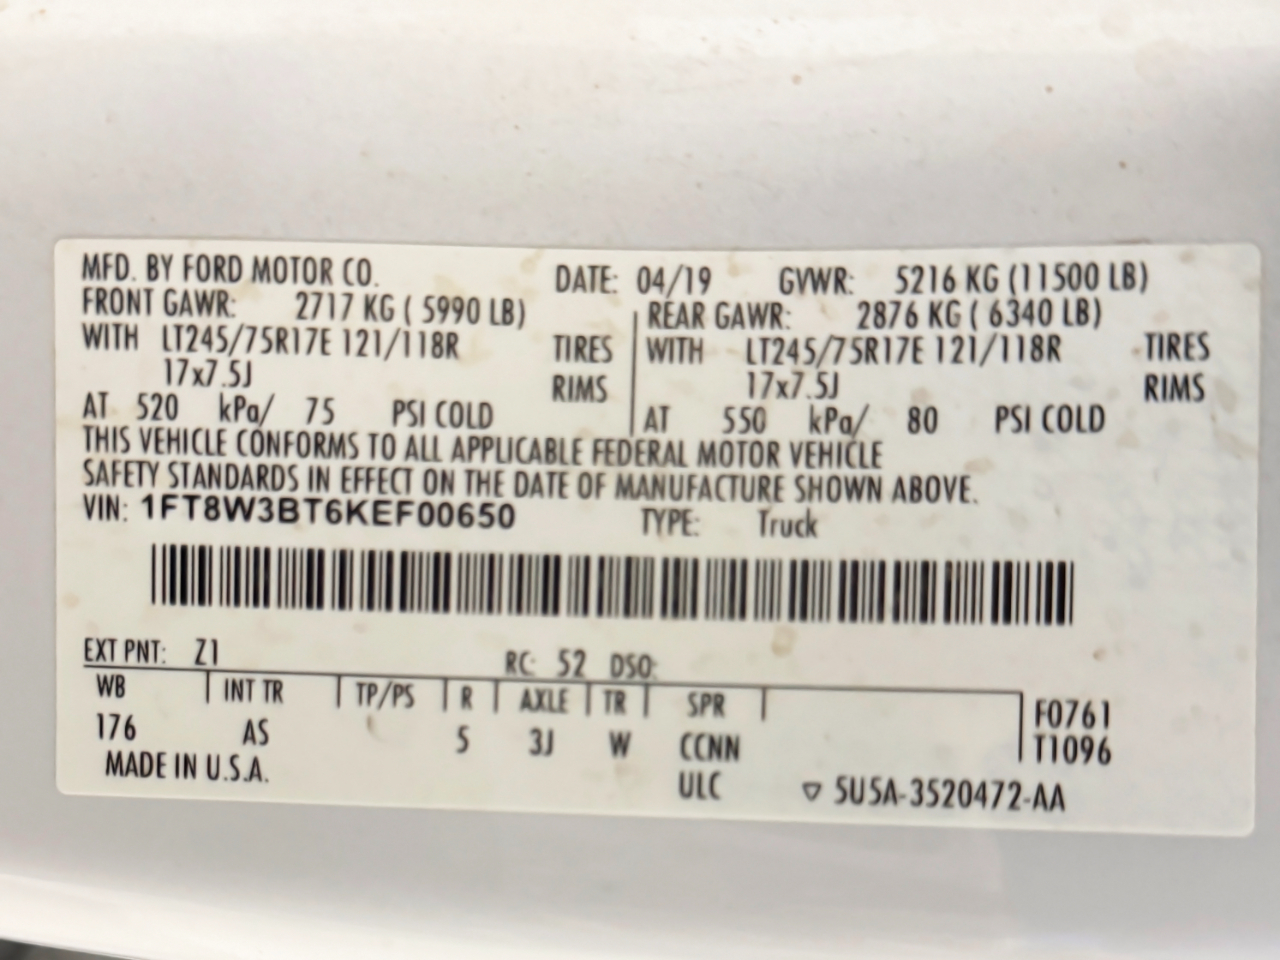 MFD. BY FORD MOTOR CO. DATE: 04/19 GVWR: 5216 KG (11500 LB)
FRONT GAWR: 2717 KG ( 5990 LB) REAR GAWR: 2876 KG ( 6340 LB)
WITH LT245/75R17E 121/118R TIRES WITH LT245/75R17E 121/118R TIRES
17x7.5J RIMS 17x7.5J RIMS
AT 520 kPa/ 75 PSI COLD AT 550 kPa/ 80 PSI COLD
THIS VEHICLE CONFORMS TO ALL APPLICABLE FEDERAL MOTOR VEHICLE
SAFETY STANDARDS IN EFFECT ON THE DATE OF MANUFACTURE SHOWN ABOVE.
VIN: 1FT8W3BT6KEF00650 TYPE: Truck
EXT PNT: Z1 RC: 52 DSO:
WB INT TR TP/PS R AXLE TR SPR F0761
176 AS 5 3J W CCNN T1096
MADE IN U.S.A. ULC ▽ 5U5A-3520472-AA